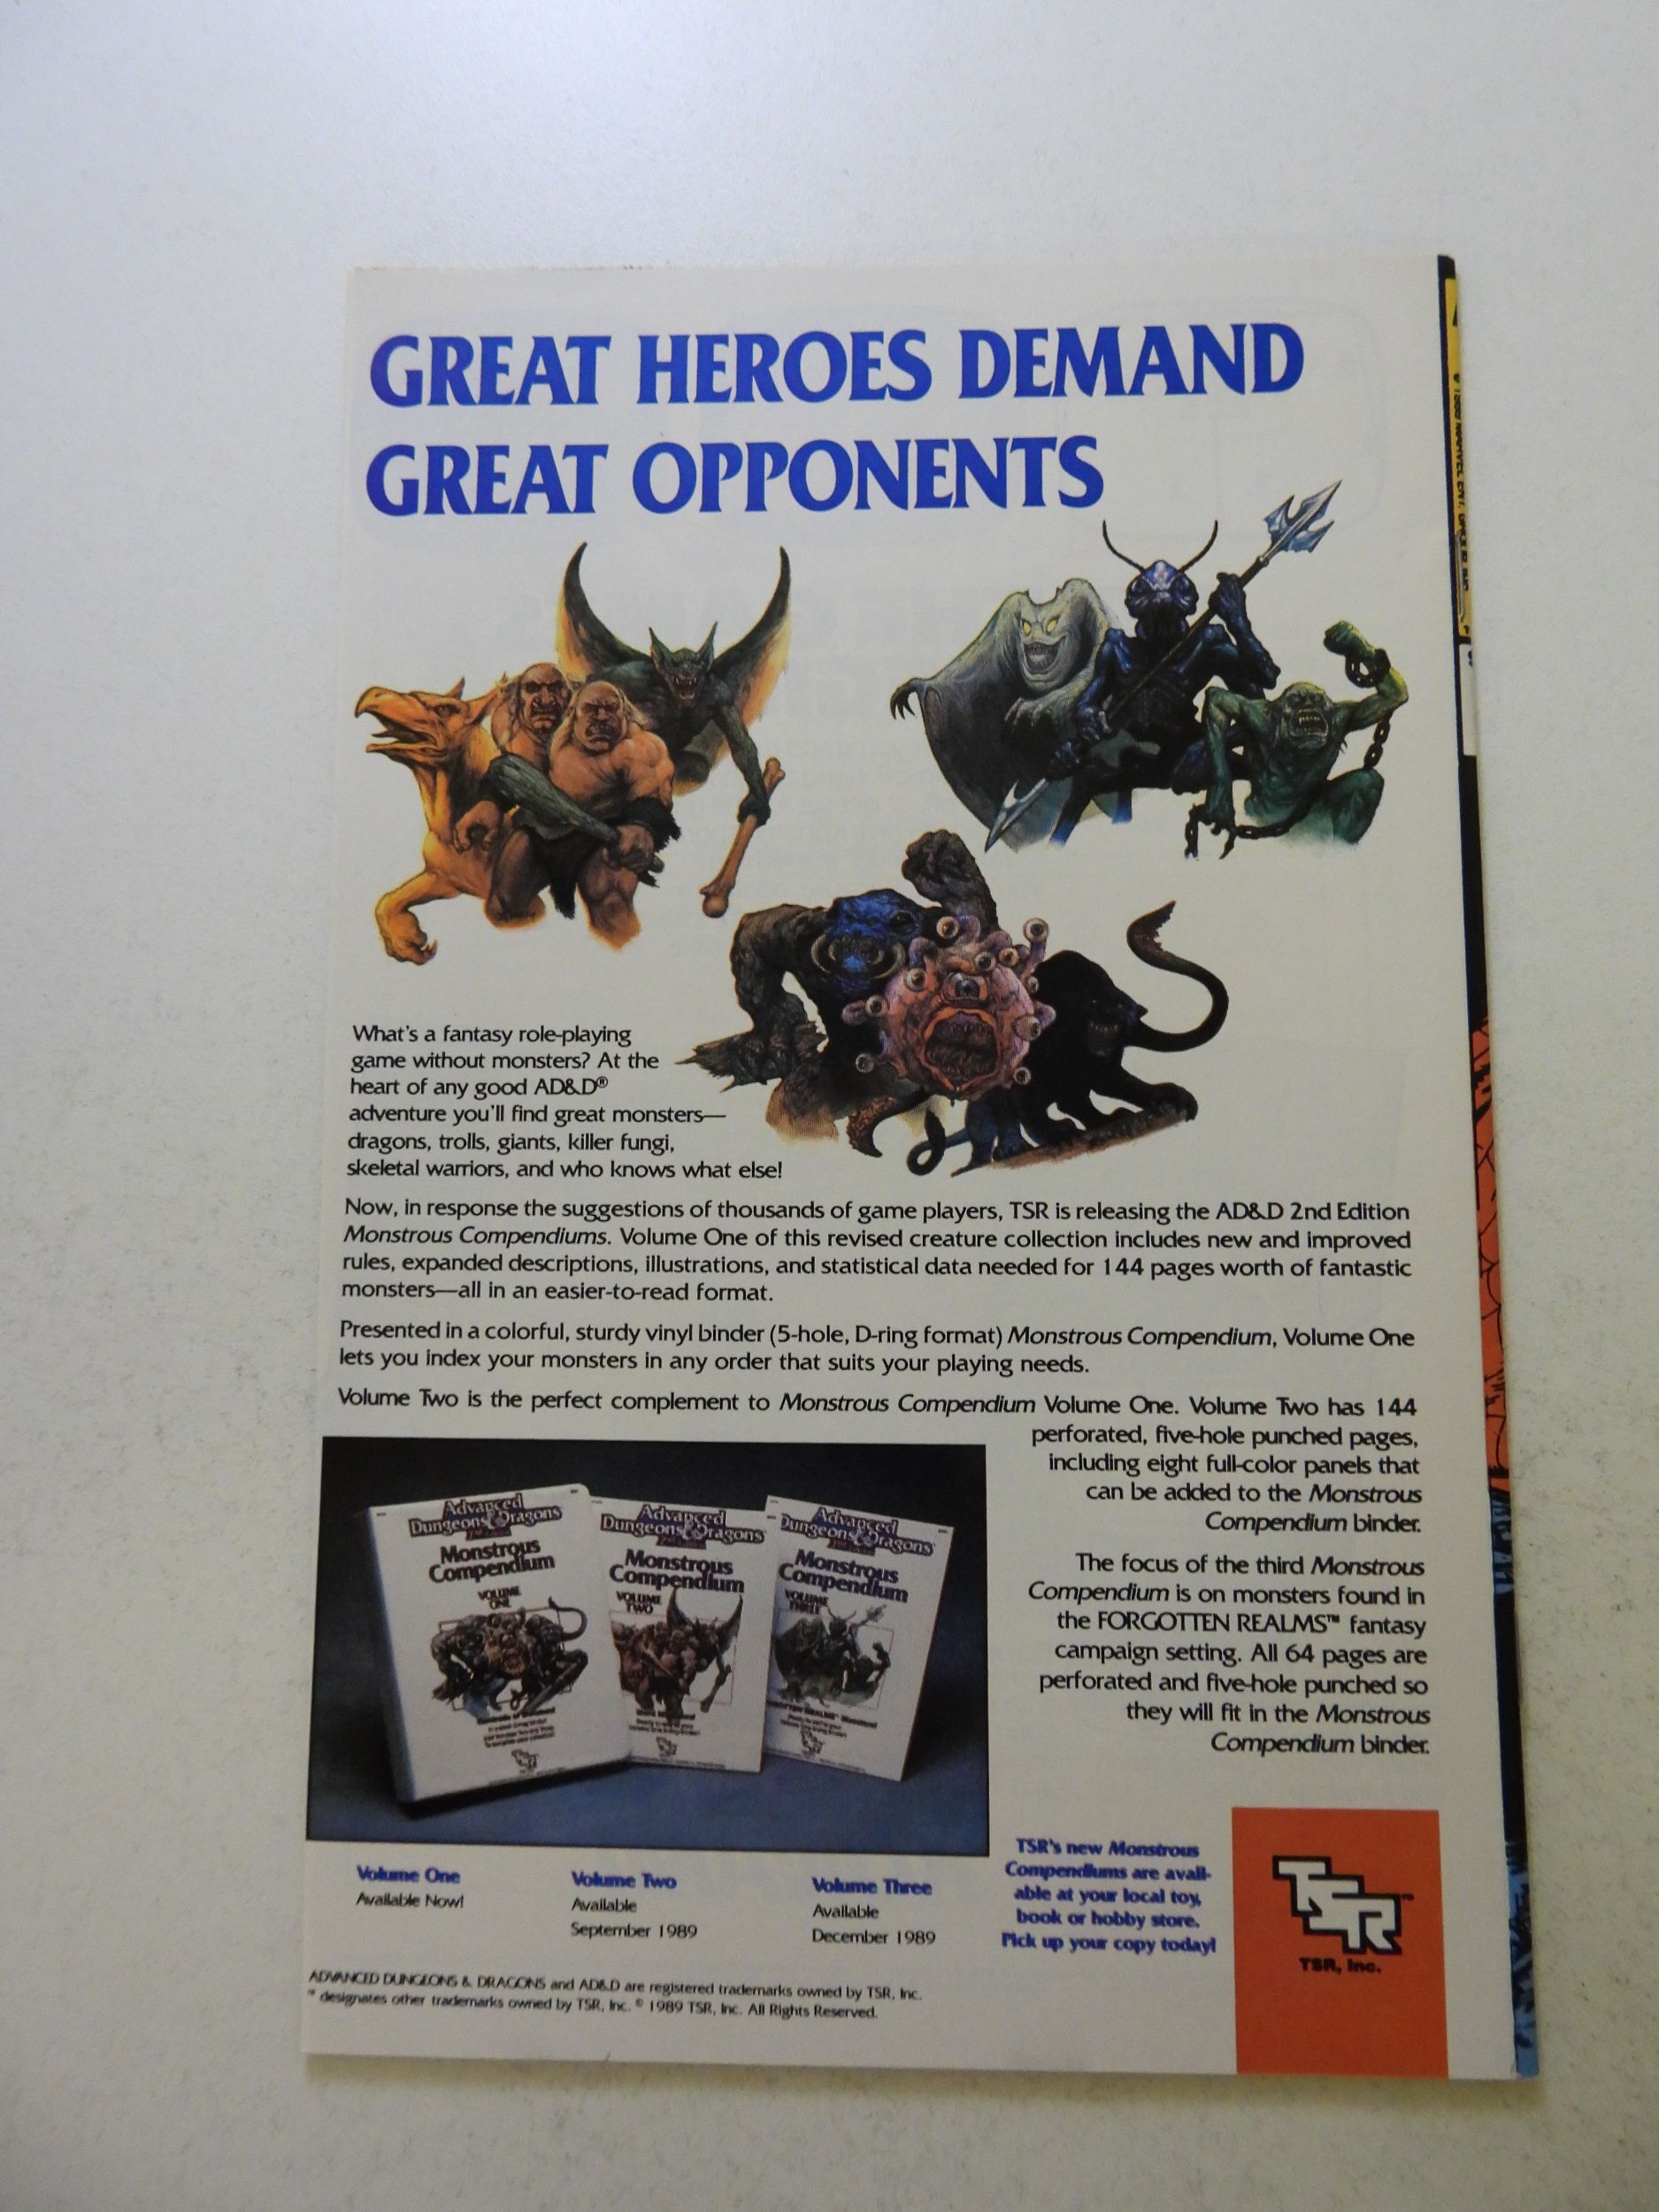 GREAT HEROES DEMAND
GREAT OPPONENTS
What's a fantasy role-playing
game without monsters? At the
heart of any good AD&D®
adventure you'll find great monsters—
dragons, trolls, giants, killer fungi,
skeletal warriors, and who knows what else!
Now, in response the suggestions of thousands of game players, TSR is releasing the AD&D 2nd Edition
Monstrous Compendiums. Volume One of this revised creature collection includes new and improved
rules, expanded descriptions, illustrations, and statistical data needed for 144 pages worth of fantastic
monsters—all in an easier-to-read format.
Presented in a colorful, sturdy vinyl binder (5-hole, D-ring format) Monstrous Compendium, Volume One
lets you index your monsters in any order that suits your playing needs.
Volume Two is the perfect complement to Monstrous Compendium Volume One. Volume Two has 144
perforated, five-hole punched pages,
including eight full-color panels that
can be added to the Monstrous
Compendium binder.
The focus of the third Monstrous
Compendium is on monsters found in
the FORGOTTEN REALMS™ fantasy
campaign setting. All 64 pages are
perforated and five-hole punched so
they will fit in the Monstrous
Compendium binder.
Advanced
Dungeons & Dragons
Monstrous
Compendium
VOLUME
ONE
TSR
Advanced
Dungeons & Dragons
Monstrous
Compendium
VOLUME
TWO
TSR
Advanced
Dungeons & Dragons
Monstrous
Compendium
VOLUME
THREE
TSR
Volume One
Available Now!
Volume Two
Available
September 1989
Volume Three
Available
December 1989
TSR's new Monstrous
Compendiums are avail-
able at your local toy,
book or hobby store.
Pick up your copy today!
TSR™
TSR, Inc.
ADVANCED DUNGEONS & DRAGONS and AD&D are registered trademarks owned by TSR, Inc.
™ designates other trademarks owned by TSR, Inc. © 1989 TSR, Inc. All Rights Reserved.